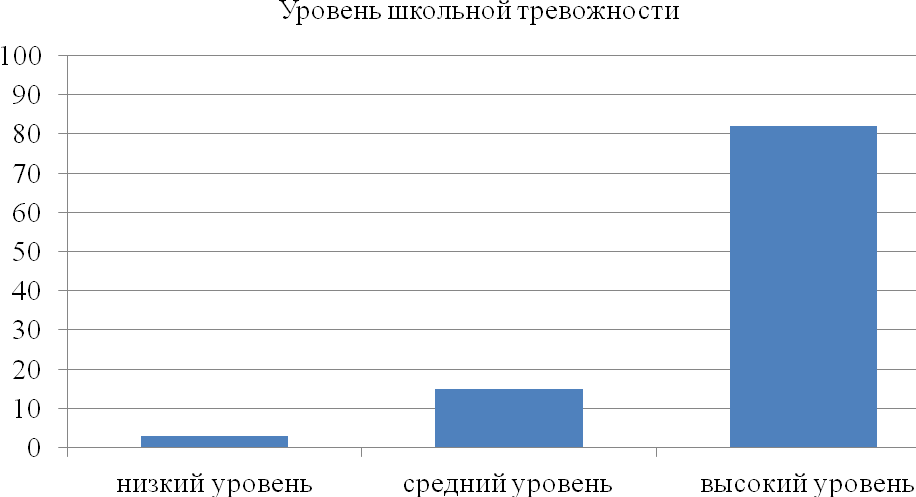 Уровень школьной тревожности
100
90
80
70
60
50
40
30
20
10
0
низкий уровень
средний уровень
высокий уровень